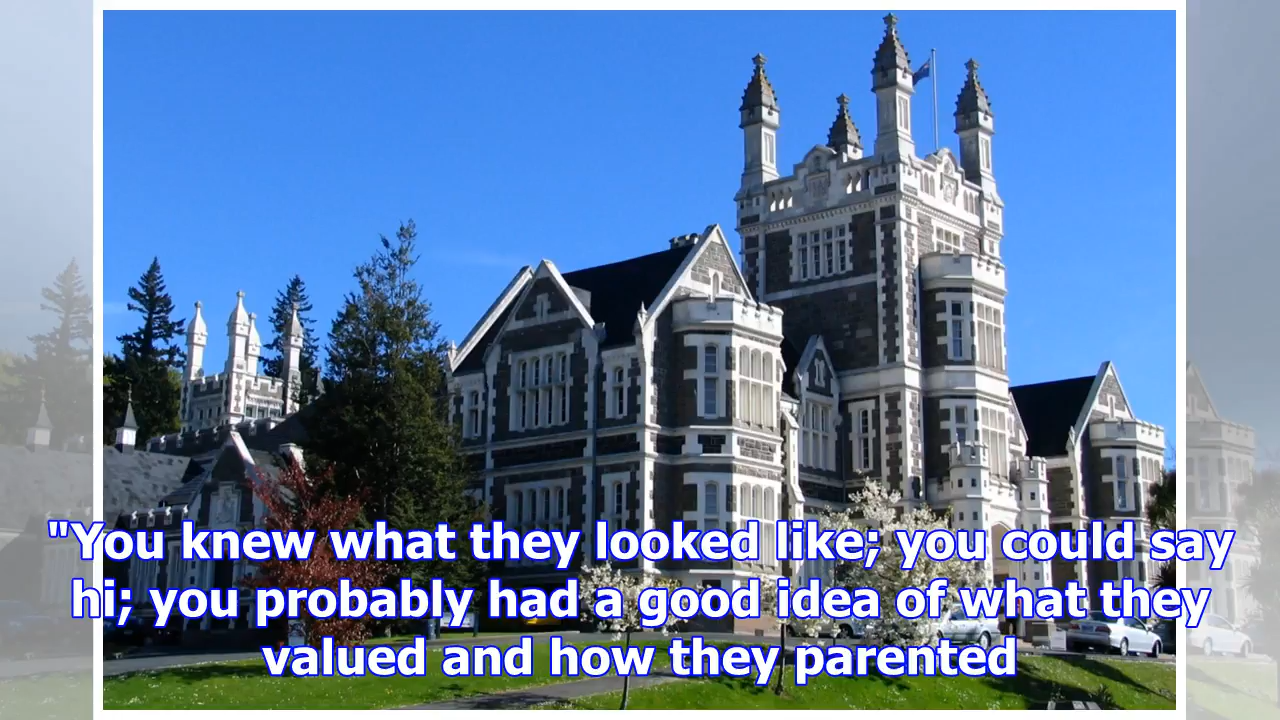 "You knew what they looked like; you could say
hi; you probably had a good idea of what they
valued and how they parented